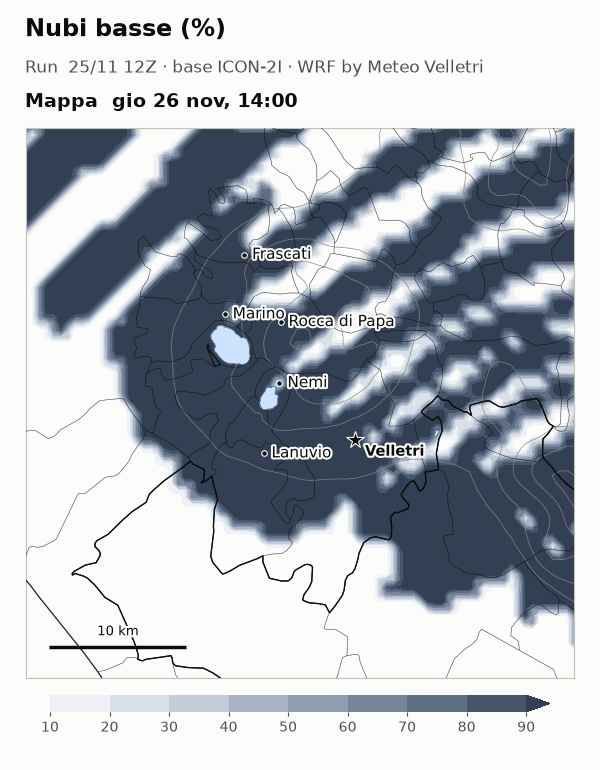 Nubi basse (%)
Run  25/11 12Z · base ICON-2I · WRF by Meteo Velletri
Mappa  gio 26 nov, 14:00
Frascati
Marino
Rocca di Papa
Nemi
Velletri
Lanuvio
10 km
10 20 30 40 50 60 70 80 90